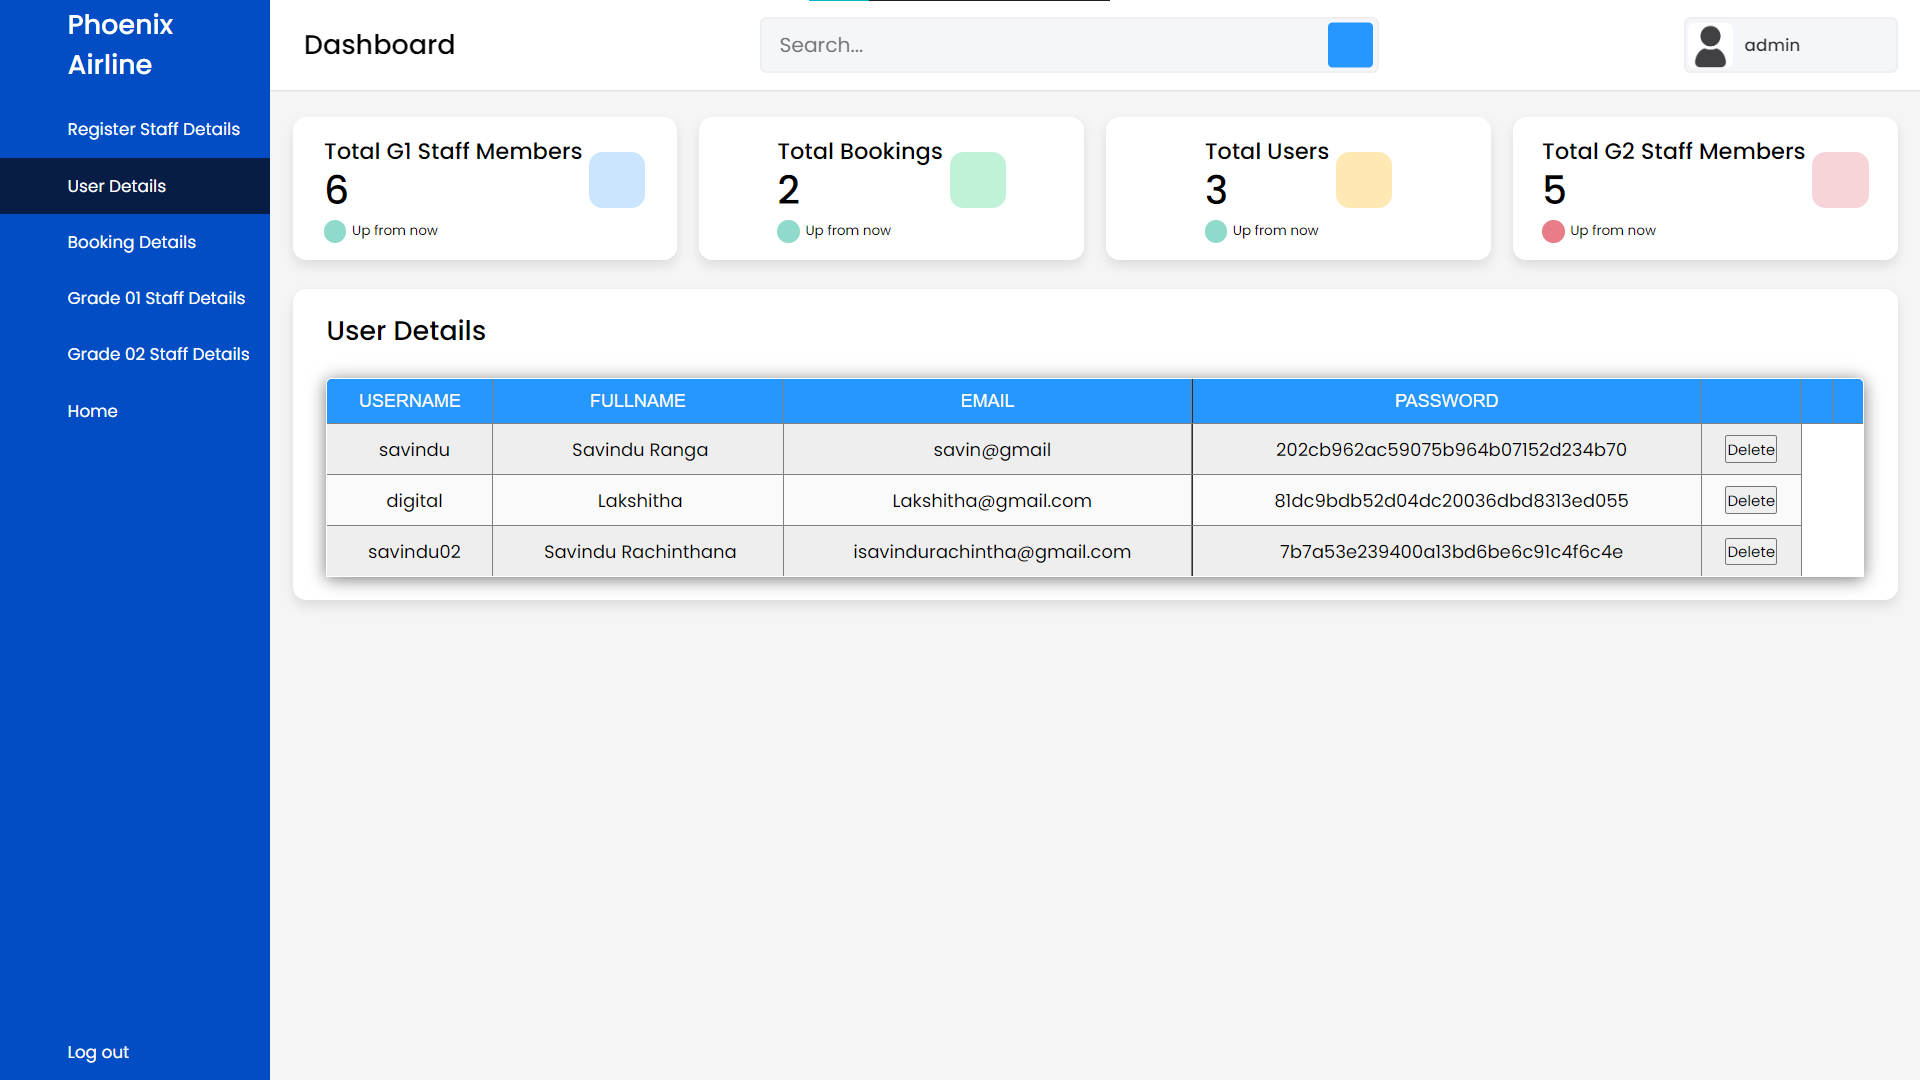 Phoenix
Airline
Register Staff Details
User Details
Booking Details
Grade 01 Staff Details
Grade 02 Staff Details
Home
Log out
Dashboard
Search...
admin
Total G1 Staff Members
6
Up from now
Total Bookings
2
Up from now
Total Users
3
Up from now
Total G2 Staff Members
5
Up from now
User Details
USERNAME FULLNAME EMAIL PASSWORD
savindu Savindu Ranga savin@gmail 202cb962ac59075b964b07152d234b70 Delete
digital Lakshitha Lakshitha@gmail.com 81dc9bdb52d04dc20036dbd8313ed055 Delete
savindu02 Savindu Rachinthana isavindurachintha@gmail.com 7b7a53e239400a13bd6be6c91c4f6c4e Delete